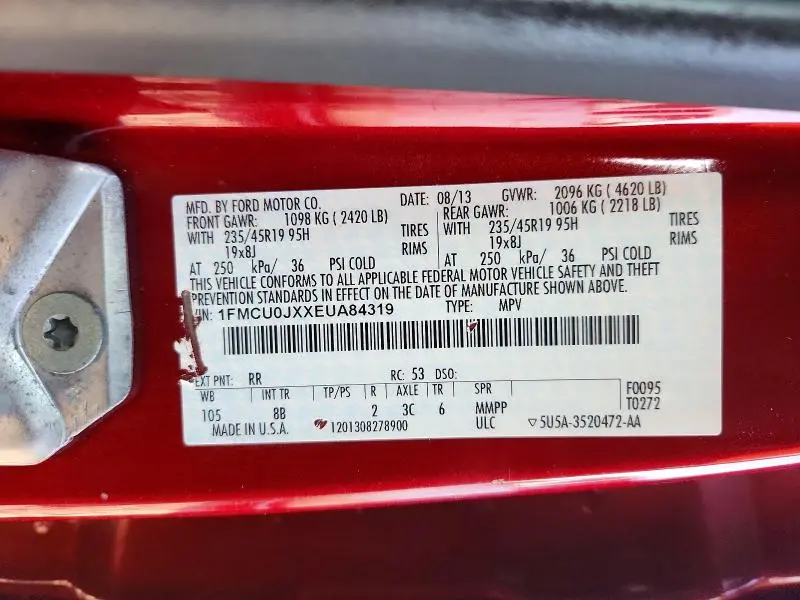 MFD. BY FORD MOTOR CO. DATE: 08/13 GVWR: 2096 KG ( 4620 LB)
FRONT GAWR: 1098 KG ( 2420 LB) REAR GAWR: 1006 KG ( 2218 LB)
WITH 235/45R19 95H TIRES WITH 235/45R19 95H TIRES
19x8J RIMS 19x8J RIMS
AT 250 kPa/ 36 PSI COLD AT 250 kPa/ 36 PSI COLD
THIS VEHICLE CONFORMS TO ALL APPLICABLE FEDERAL MOTOR VEHICLE SAFETY AND THEFT
PREVENTION STANDARDS IN EFFECT ON THE DATE OF MANUFACTURE SHOWN ABOVE.
VIN: 1FMCU0JXXEUA84319 TYPE: MPV
EXT PNT: RR RC: 53 DSO:
WB INT TR TP/PS R AXLE TR SPR F0095
105 8B 2 3C 6 MMPP T0272
MADE IN U.S.A. 1201308278900 ULC ▽5U5A-3520472-AA